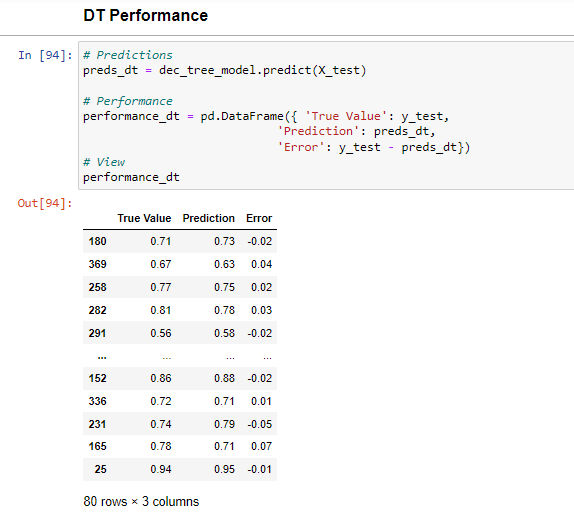 DT Performance
In [94]: # Predictions
preds_dt = dec_tree_model.predict(X_test)
# Performance
performance_dt = pd.DataFrame({ 'True Value': y_test,
'Prediction': preds_dt,
'Error': y_test - preds_dt})
# View
performance_dt
Out[94]:
True Value Prediction Error
180 0.71 0.73 -0.02
369 0.67 0.63 0.04
258 0.77 0.75 0.02
282 0.81 0.78 0.03
291 0.56 0.58 -0.02
... ... ... ...
152 0.86 0.88 -0.02
336 0.72 0.71 0.01
231 0.74 0.79 -0.05
165 0.78 0.71 0.07
25 0.94 0.95 -0.01
80 rows × 3 columns